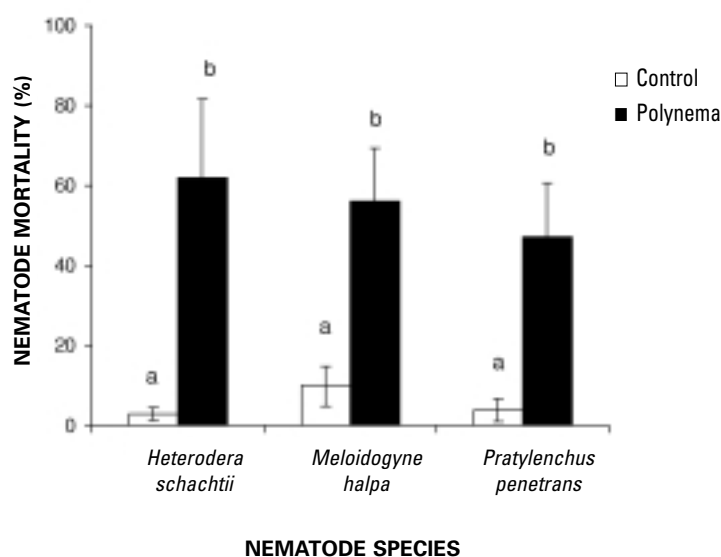 100
80
60
40
20
0
NEMATODE MORTALITY (%)
b
b
b
a
a
a
Control
Polynema
Heterodera
schachtii
Meloidogyne
halpa
Pratylenchus
penetrans
NEMATODE SPECIES